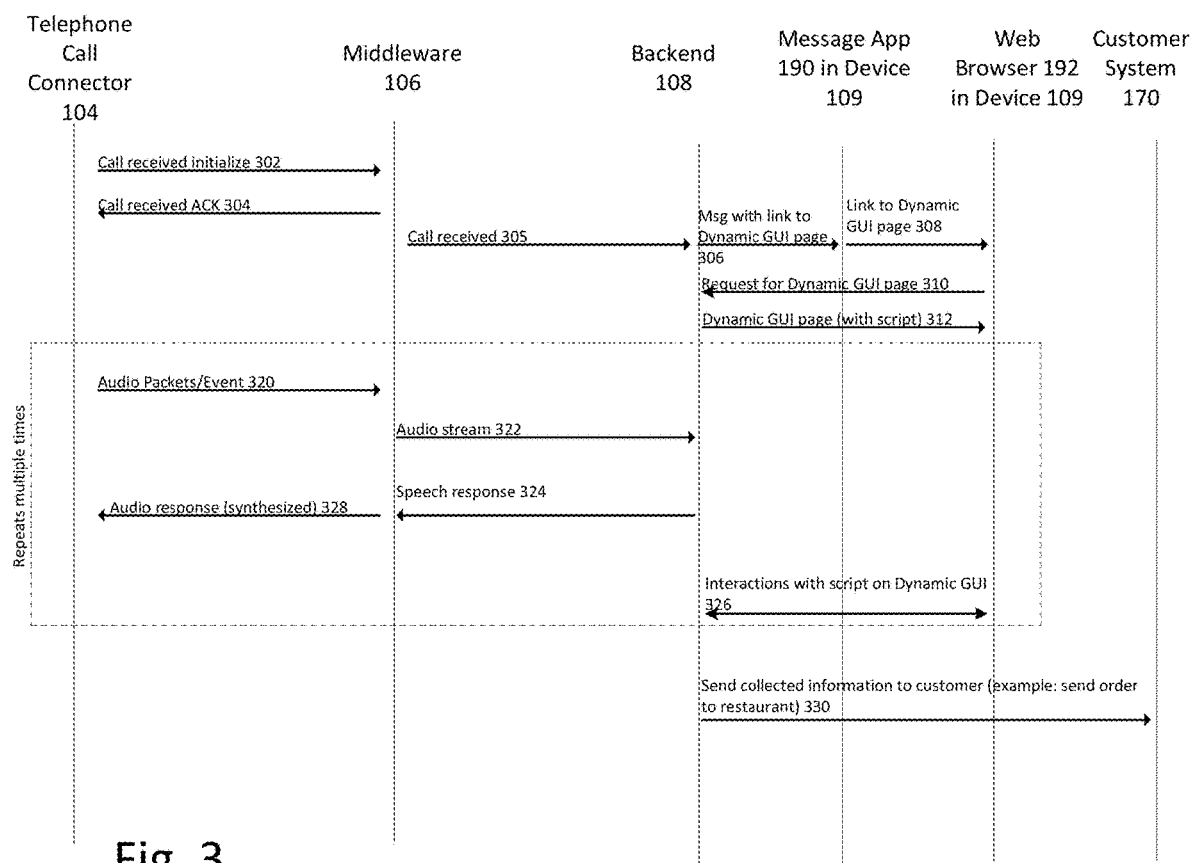 Telephone
Call
Connector
104
Middleware
106
Backend
108
Message App
190 in Device
109
Web
Browser 192
in Device 109
Customer
System
170
Call received initialize 302
Call received ACK 304
Call received 305
Msg with link to
Dynamic GUI page
306
Link to Dynamic
GUI page 308
Request for Dynamic GUI page 310
Dynamic GUI page (with script) 312
Repeats multiple times
Audio Packets/Event 320
Audio stream 322
Speech response 324
Audio response (synthesized) 328
Interactions with script on Dynamic GUI
326
Send collected information to customer (example: send order
to restaurant) 330
Fig. 3